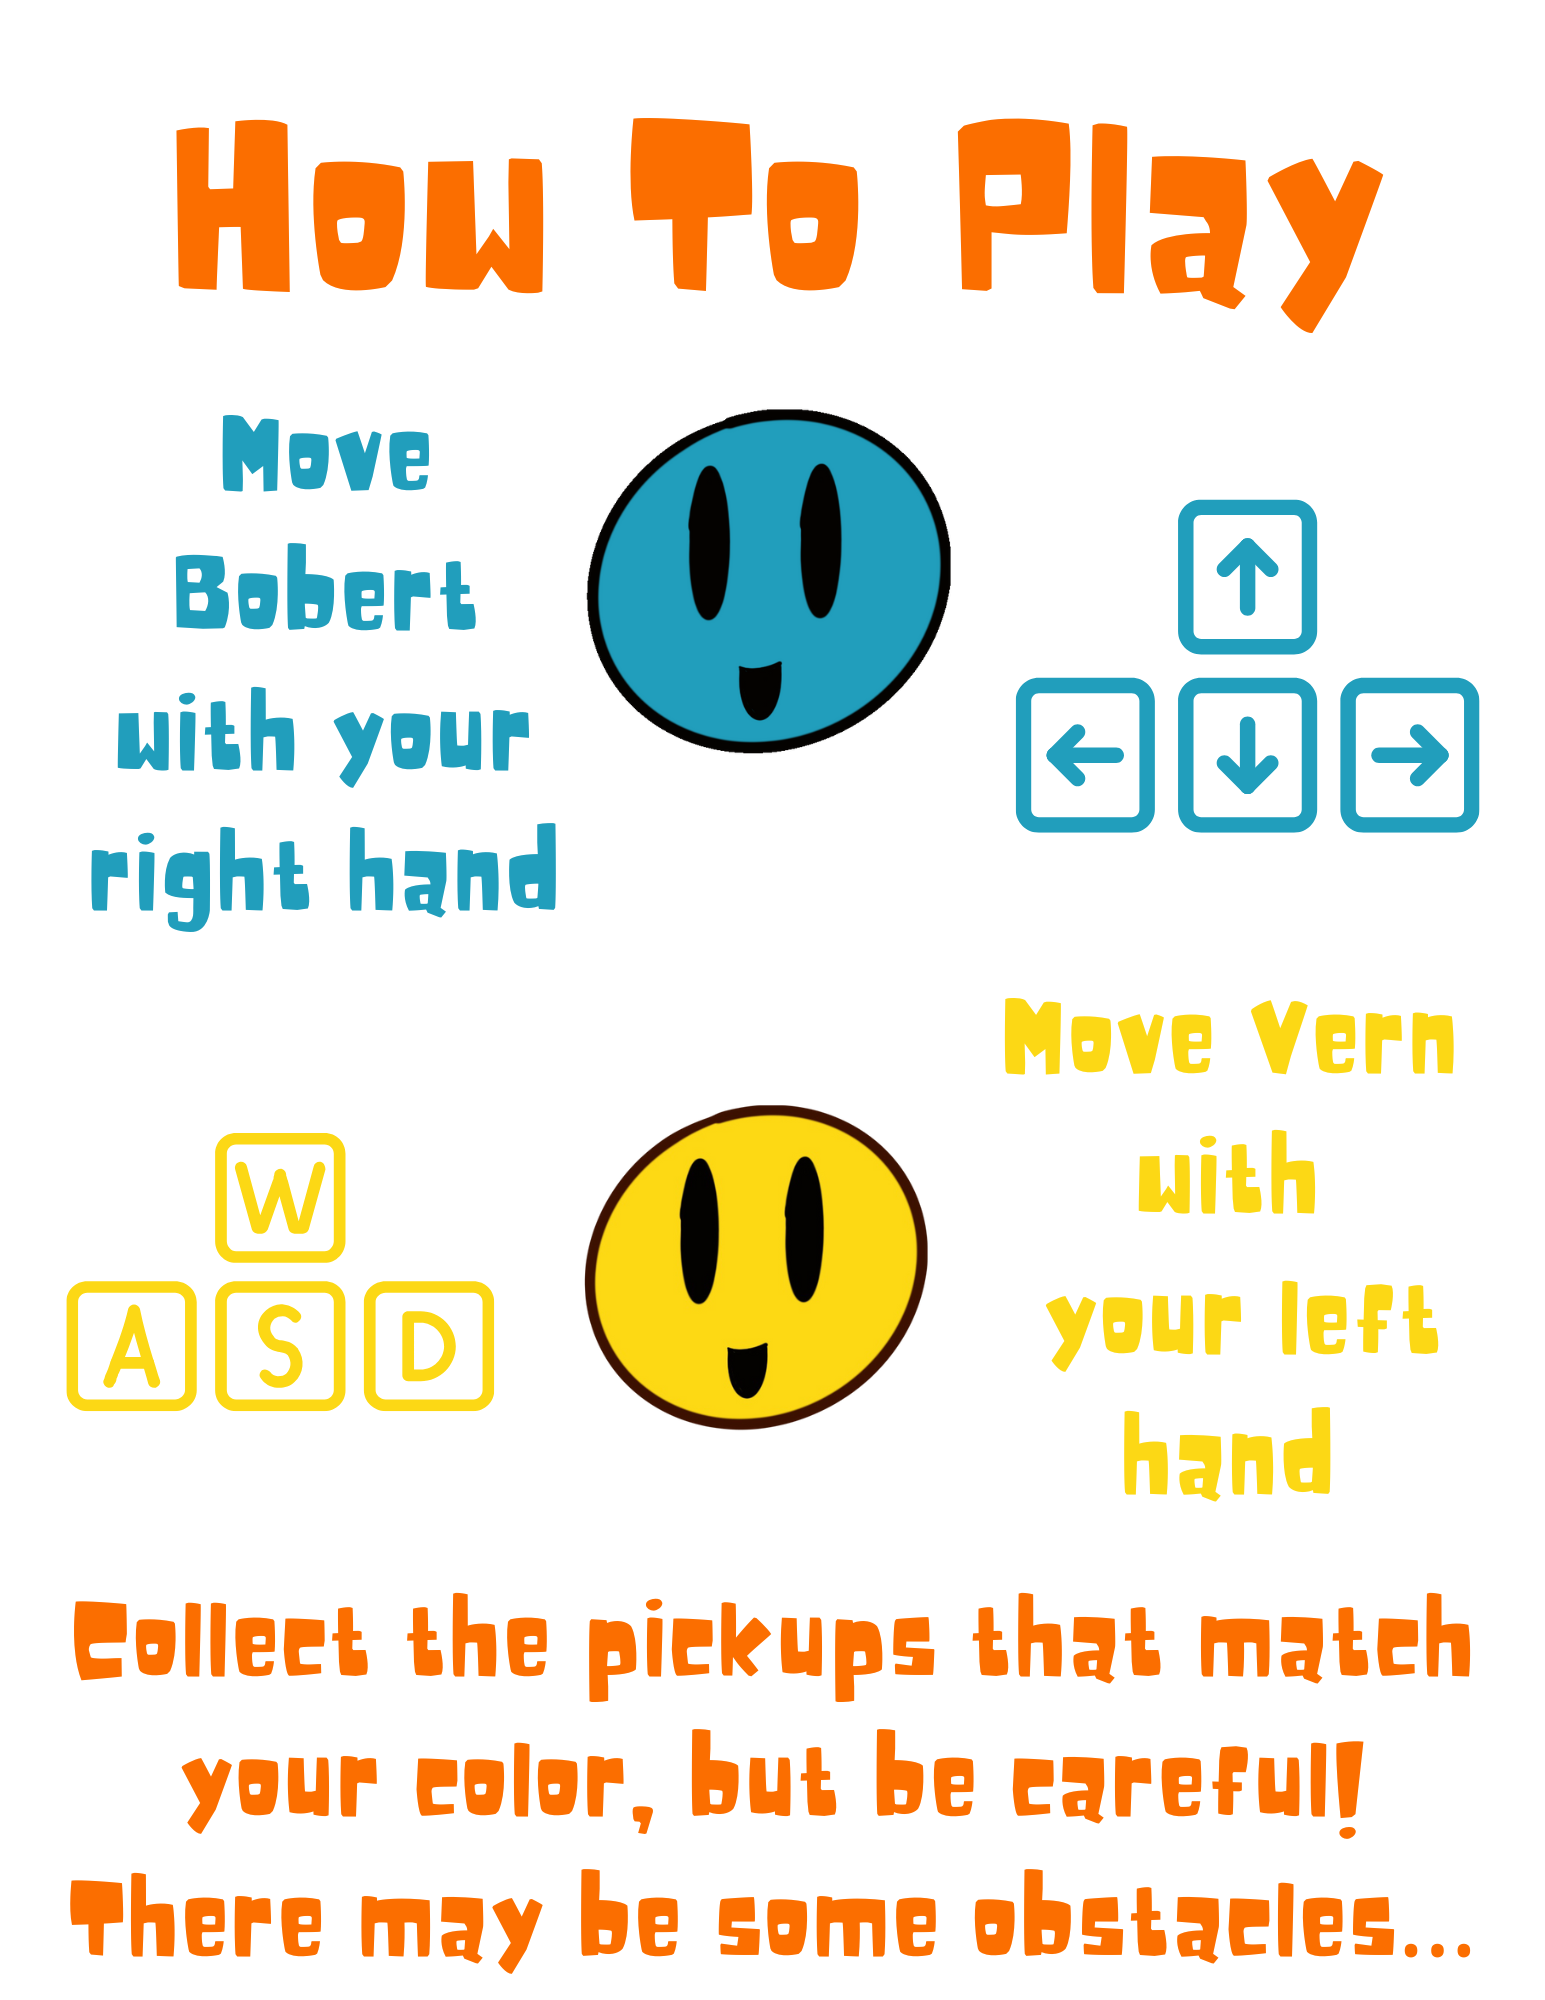 How To Play
Move
Bobert
with your
right hand
↑
← ↓ →
Move Vern
with
your left
hand
W
A S D
Collect the pickups that match
your color, but be careful!
There may be some obstacles...